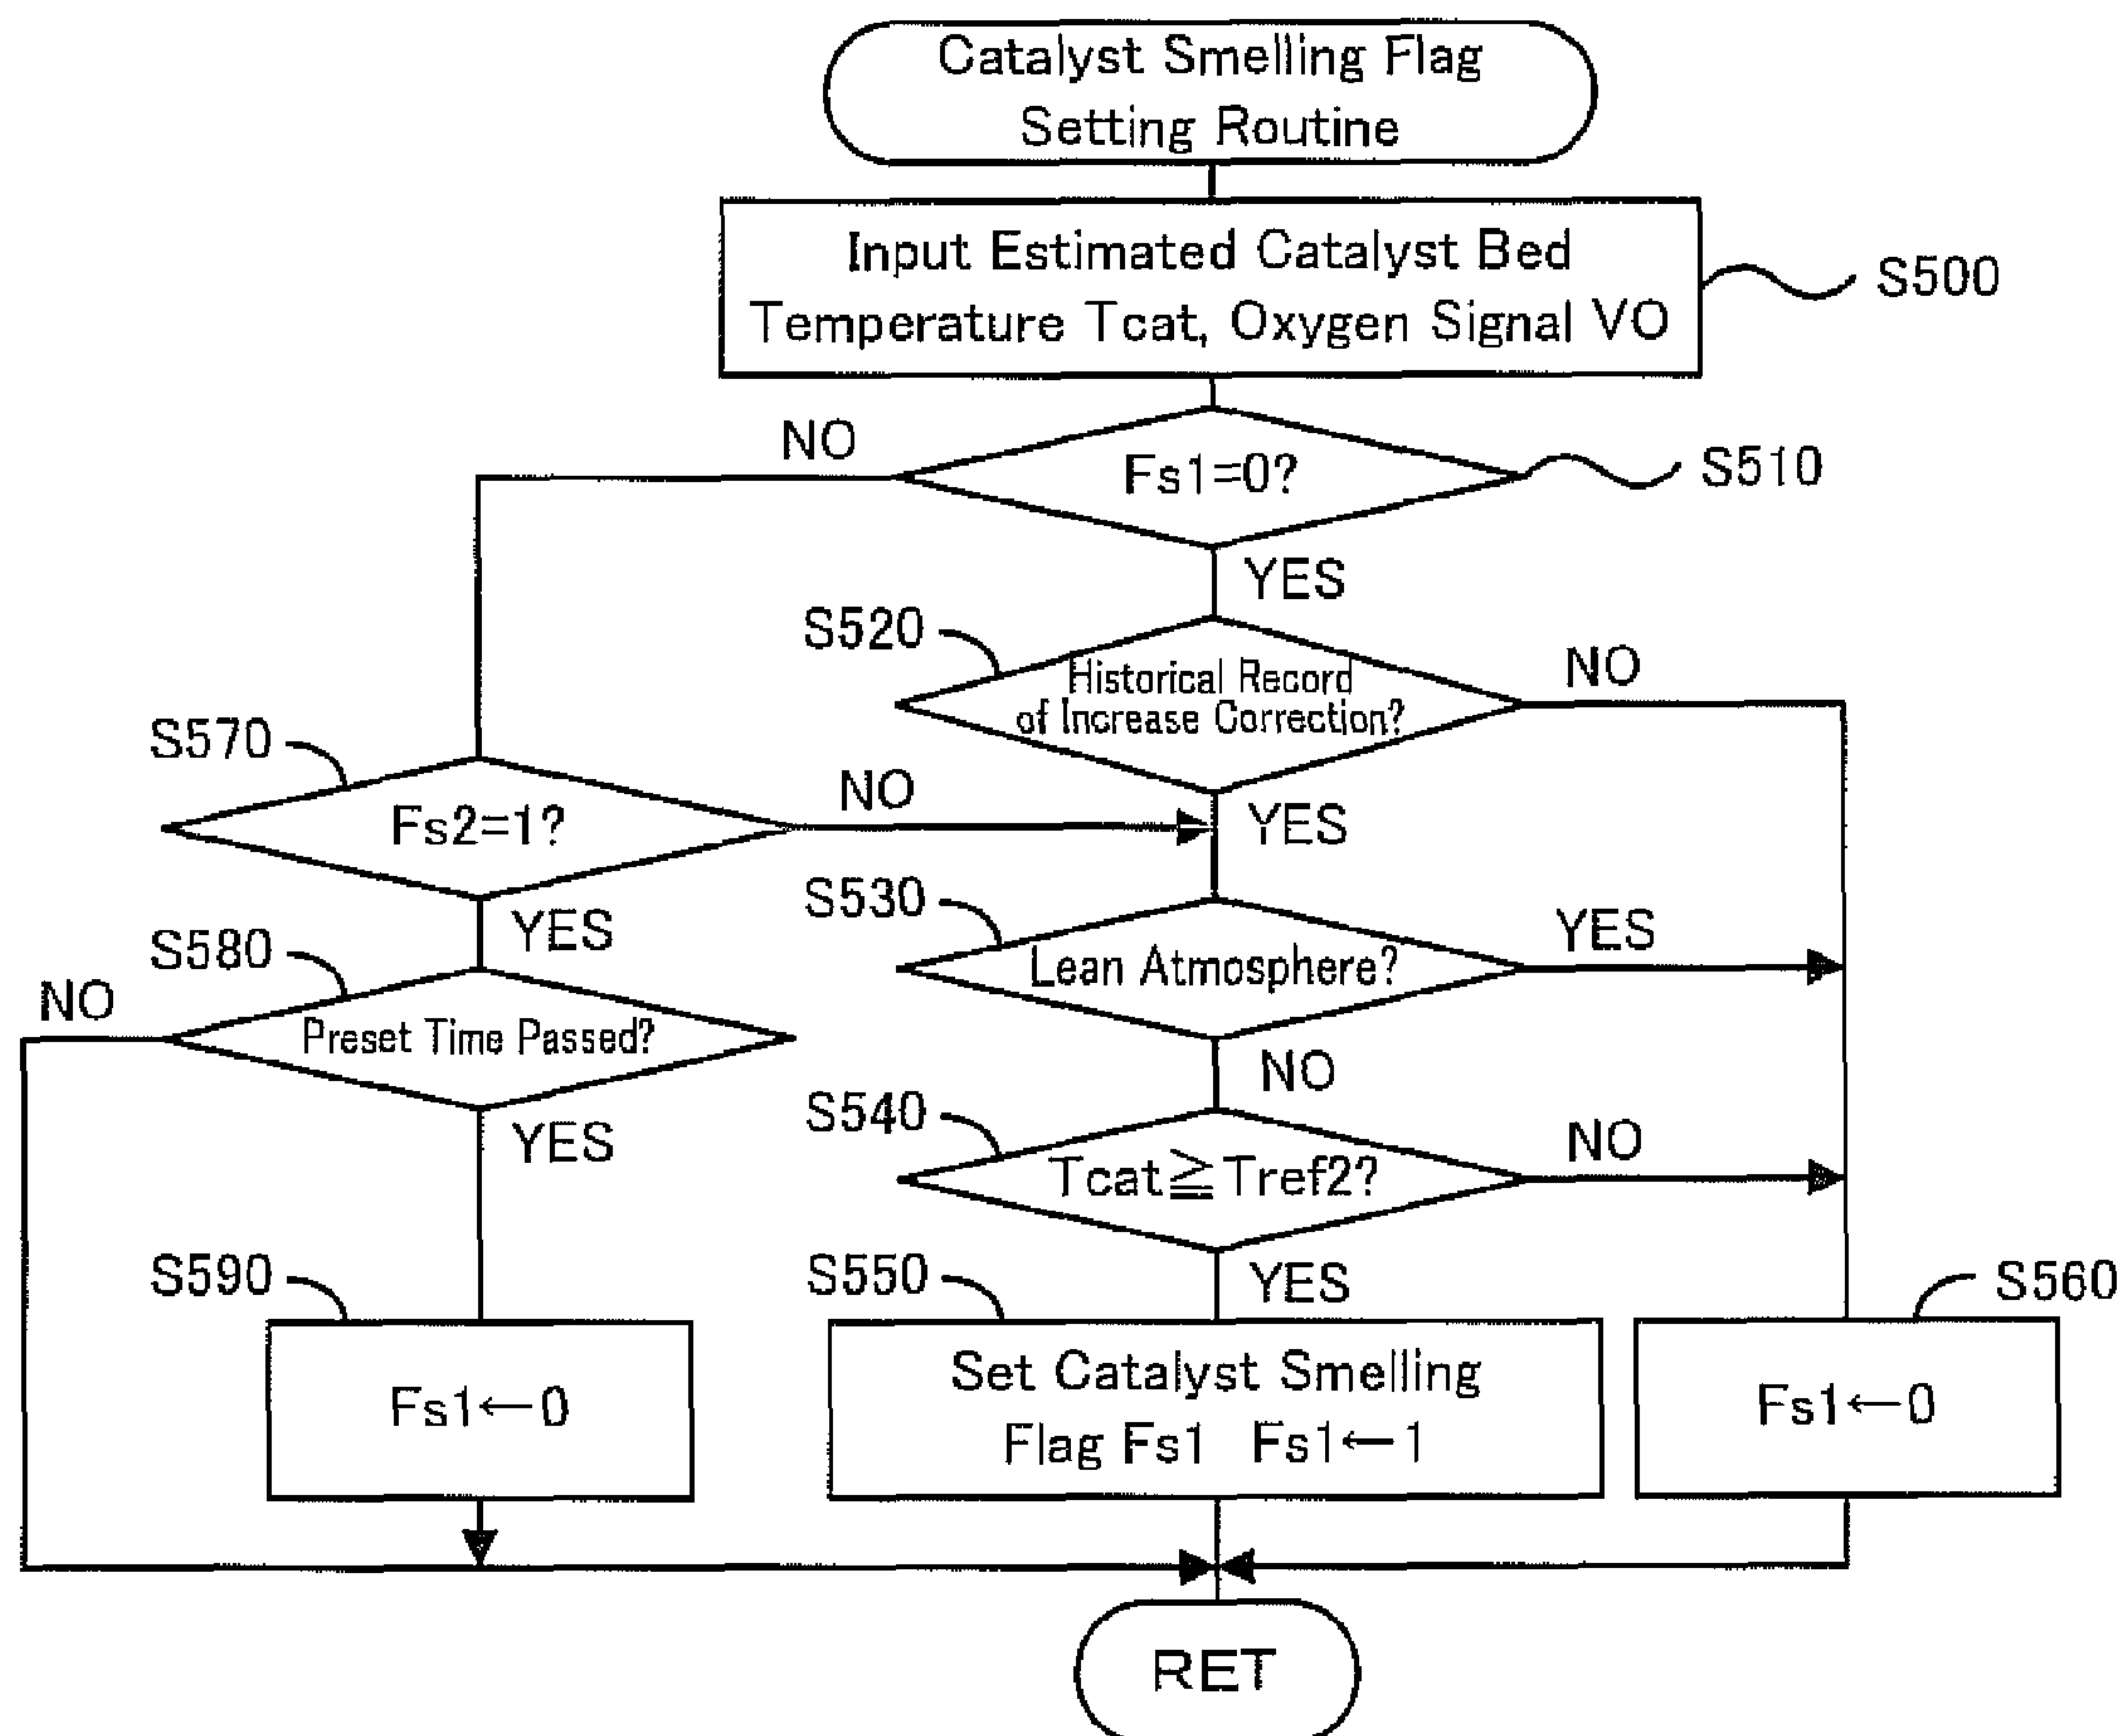 Catalyst Smelling Flag
Setting Routine
Input Estimated Catalyst Bed
Temperature Tcat, Oxygen Signal VO
S500
NO
Fs1=0?
S510
YES
S520
Historical Record
of Increase Correction?
NO
S570
Fs2=1?
NO
YES
S530
Lean Atmosphere?
YES
YES
S580
NO
Preset Time Passed?
NO
S540
Tcat≧Tref2?
NO
YES
YES
S590
Fs1←0
S550
Set Catalyst Smelling
Flag Fs1 Fs1←1
S560
Fs1←0
RET